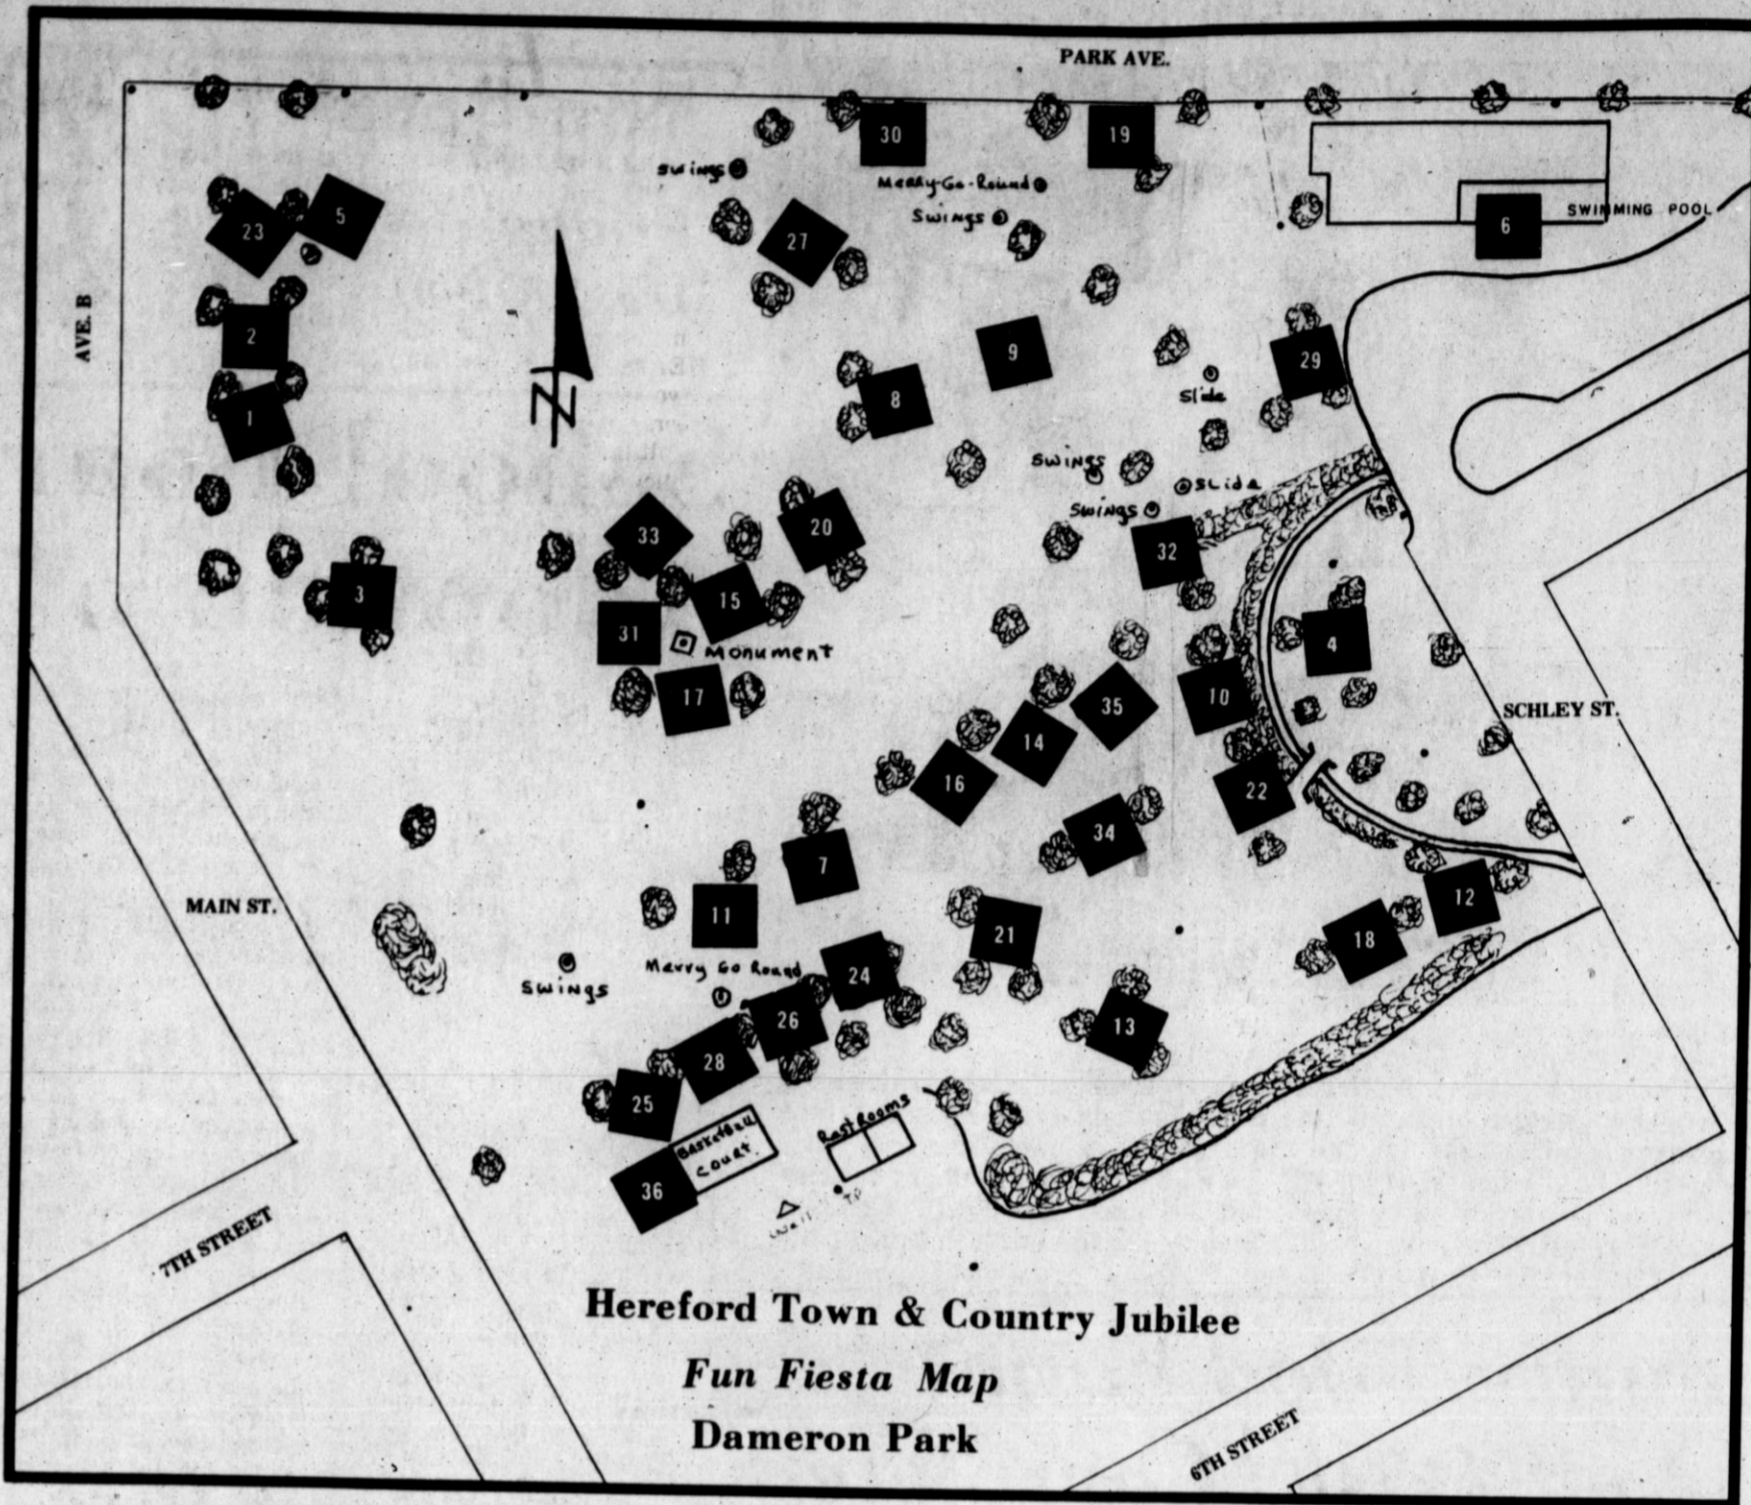 PARK AVE.
30
19
swings
Merry-Go-Round
Swings
SWIMMING POOL
6
23
5
27
AVE. B
2
9
29
8
Slide
1
N
SWINGS
SLide
SWINGS
33
20
32
3
15
31
Monument
4
17
10
35
SCHLEY ST.
14
16
22
34
7
MAIN ST.
11
12
21
18
Merry Go Round
24
SWINGS
26
13
28
25
BasketBall
Court.
Rest Rooms
36
T.P
Well
7TH STREET
Hereford Town & Country Jubilee
Fun Fiesta Map
Dameron Park
6TH STREET